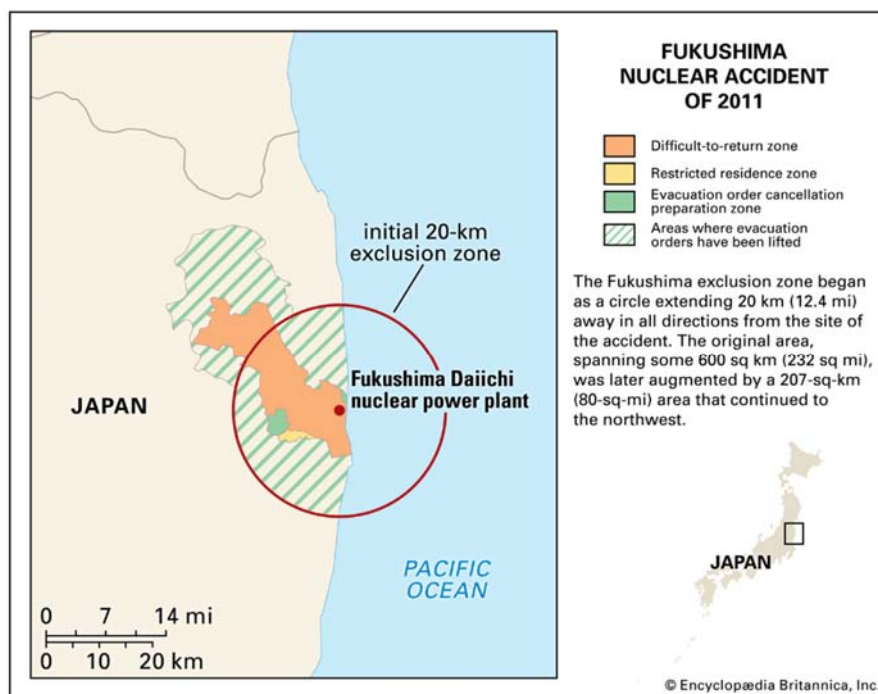 FUKUSHIMA
NUCLEAR ACCIDENT
OF 2011
Difficult-to-return zone
Restricted residence zone
Evacuation order cancellation
preparation zone
Areas where evacuation
orders have been lifted
The Fukushima exclusion zone began
as a circle extending 20 km (12.4 mi)
away in all directions from the site of
the accident. The original area,
spanning some 600 sq km (232 sq mi),
was later augmented by a 207-sq-km
(80-sq-mi) area that continued to
the northwest.
initial 20-km
exclusion zone
Fukushima Daiichi
nuclear power plant
JAPAN
PACIFIC
OCEAN
0 7 14 mi
0 10 20 km
JAPAN
© Encyclopædia Britannica, Inc.